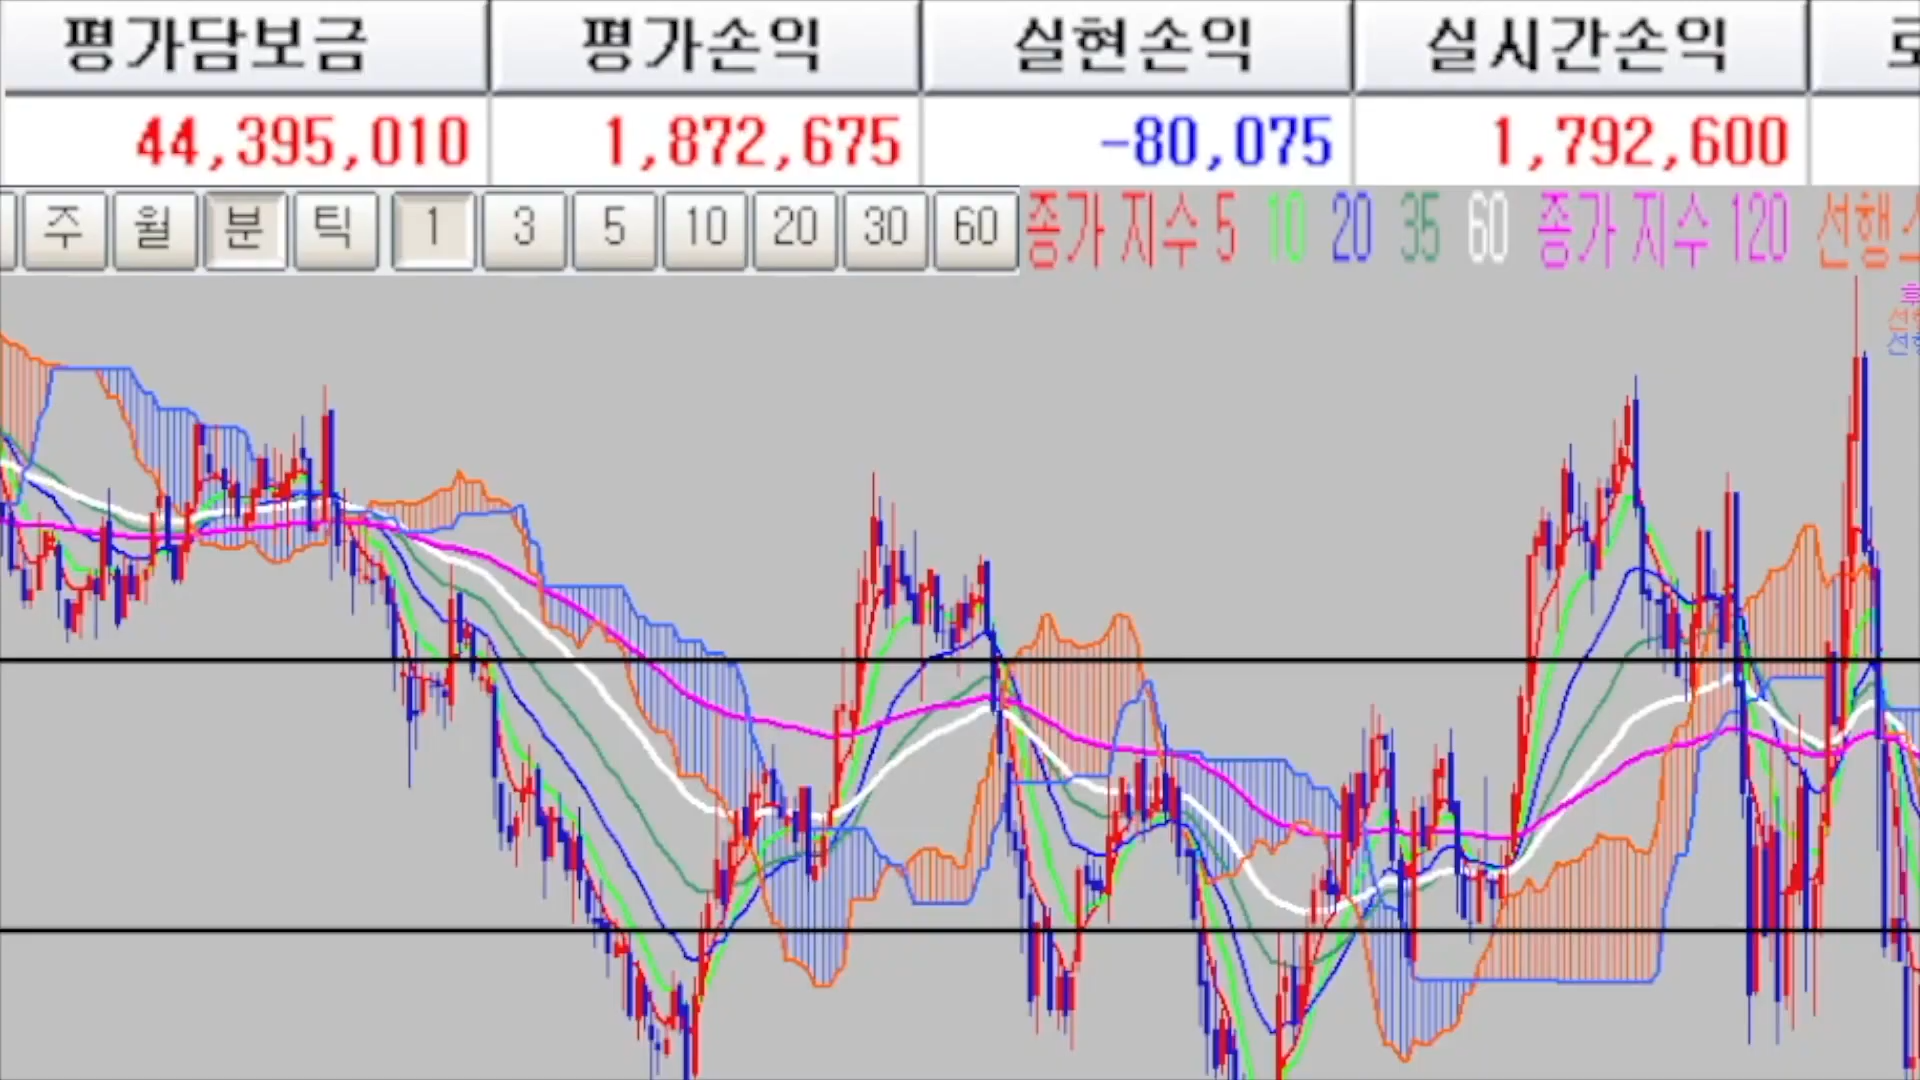 평가담보금 평가손익 실현손익 실시간손익
44,395,010 1,872,675 -80,075 1,792,600
주 월 분 틱 1 3 5 10 20 30 60 종가 지수 5 10 20 35 60 종가 지수 120 선행